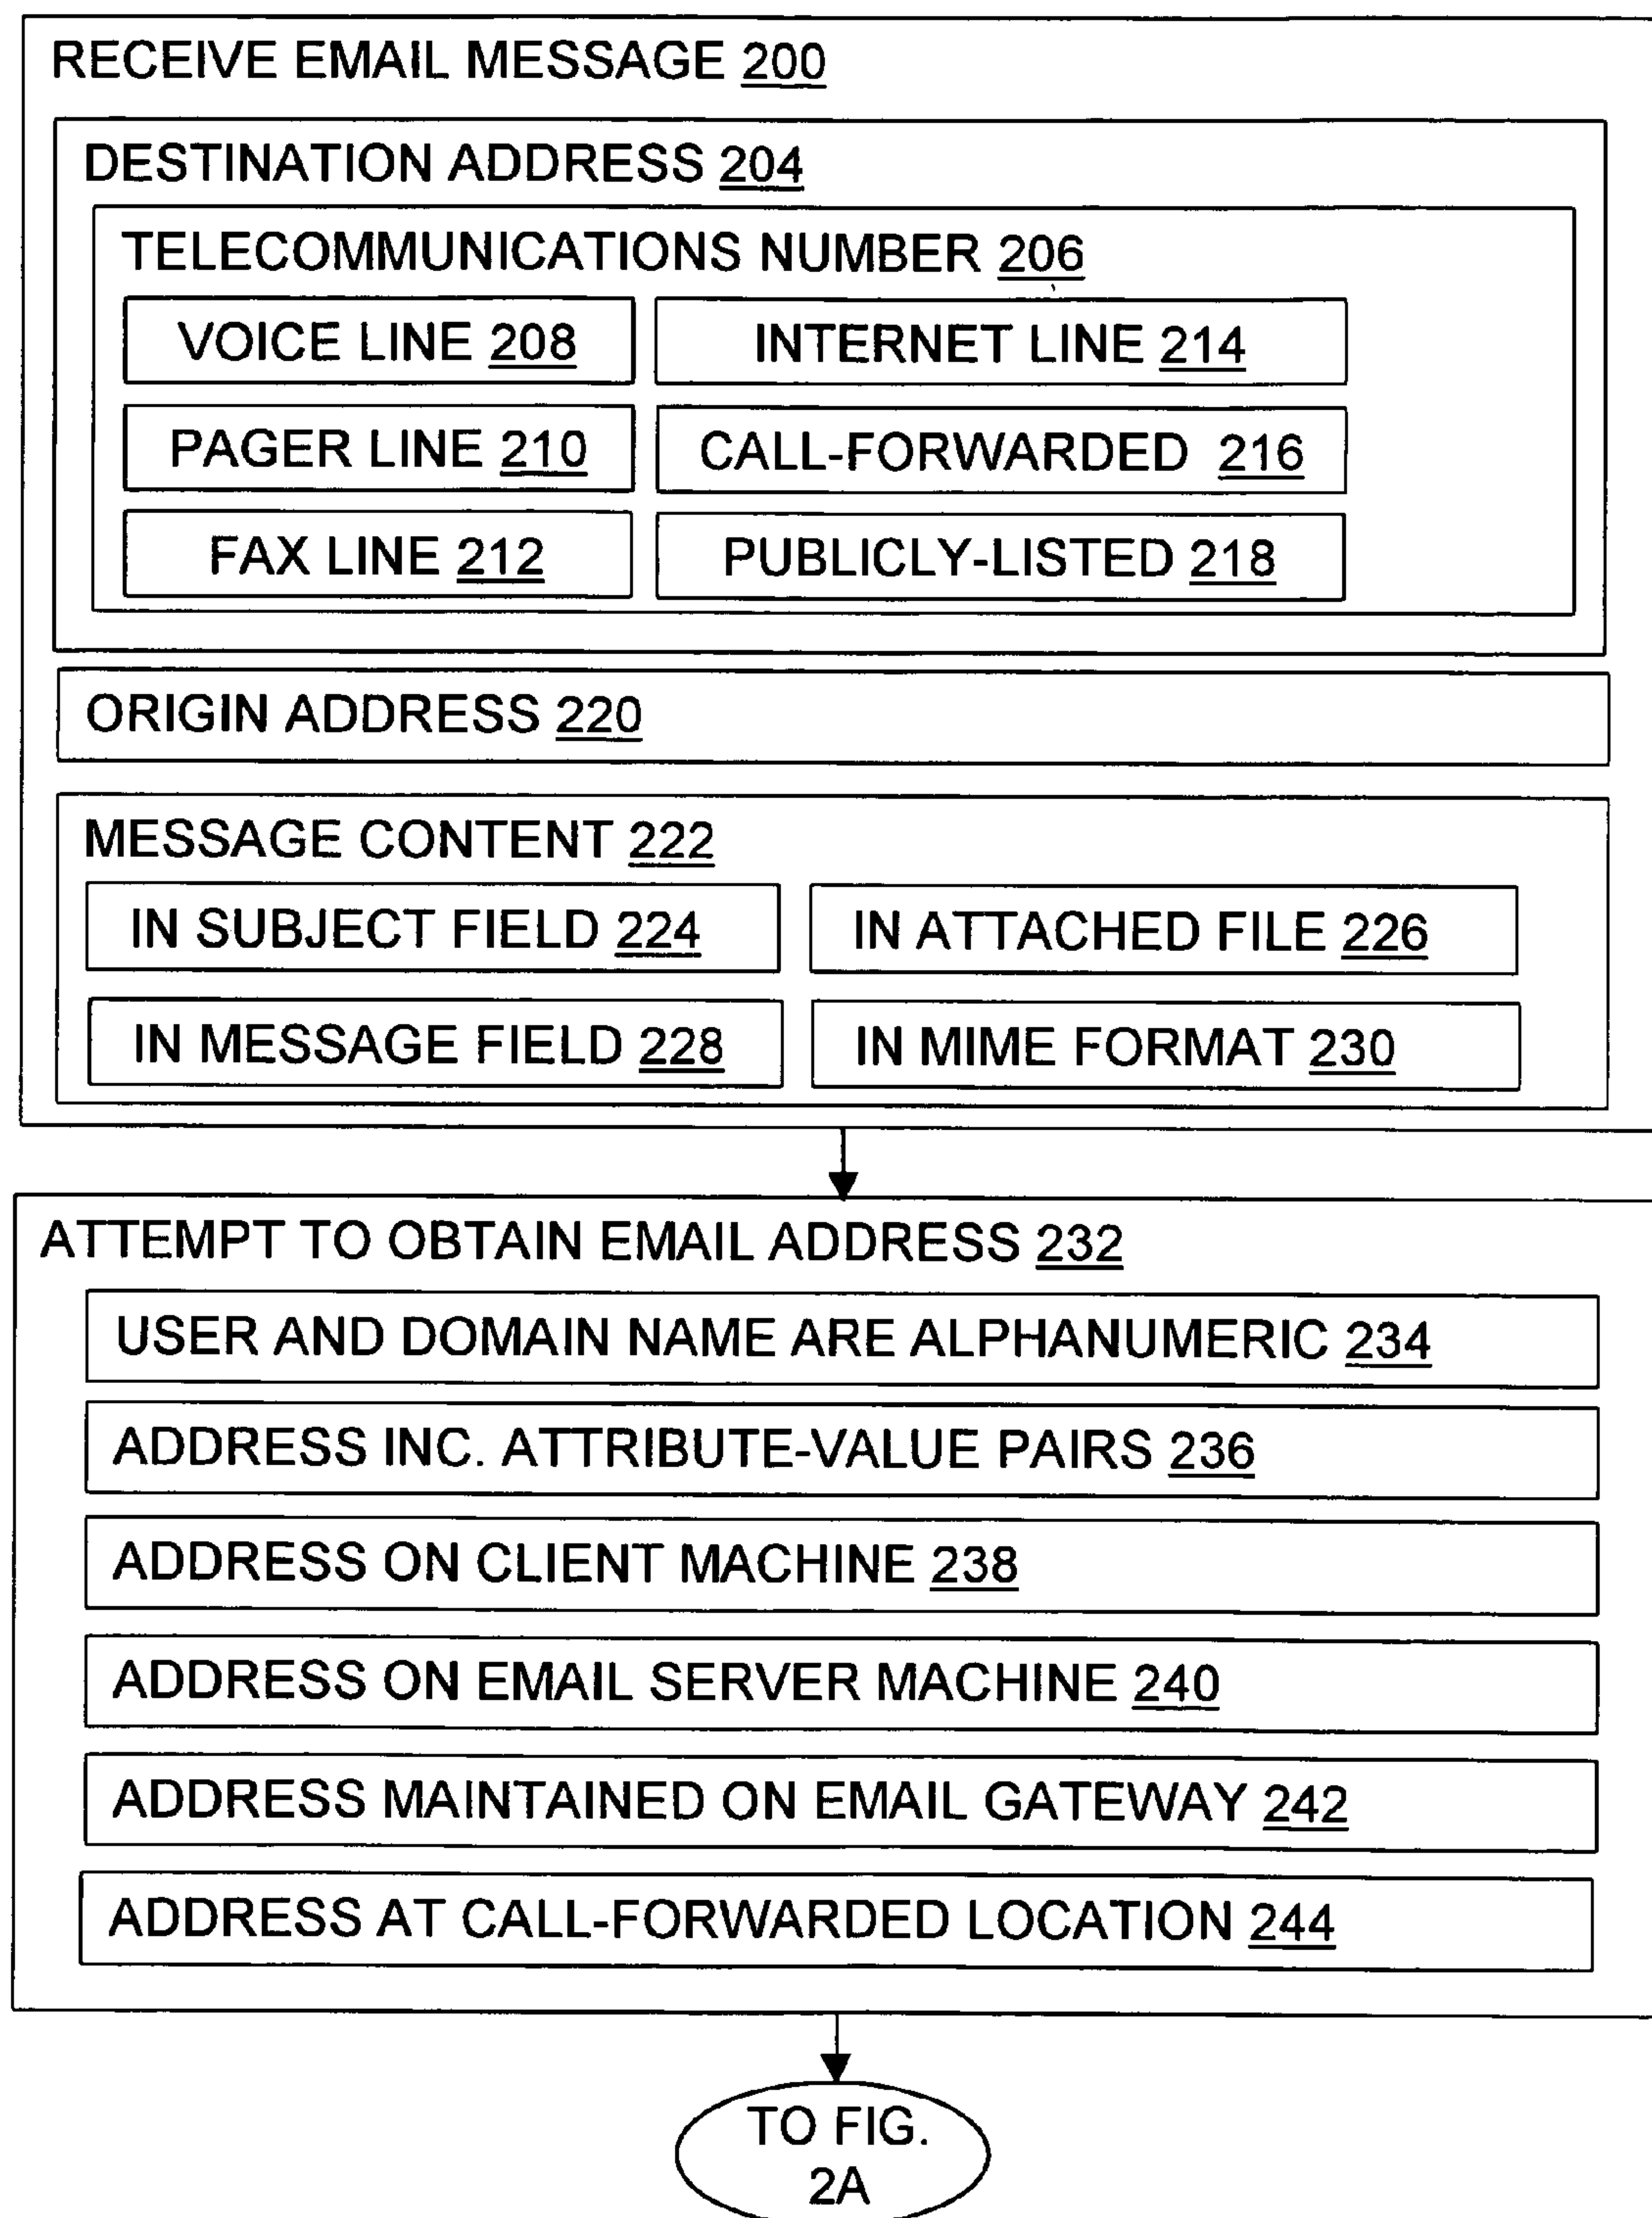 RECEIVE EMAIL MESSAGE 200
DESTINATION ADDRESS 204
TELECOMMUNICATIONS NUMBER 206
VOICE LINE 208
INTERNET LINE 214
PAGER LINE 210
CALL-FORWARDED 216
FAX LINE 212
PUBLICLY-LISTED 218
ORIGIN ADDRESS 220
MESSAGE CONTENT 222
IN SUBJECT FIELD 224
IN ATTACHED FILE 226
IN MESSAGE FIELD 228
IN MIME FORMAT 230
ATTEMPT TO OBTAIN EMAIL ADDRESS 232
USER AND DOMAIN NAME ARE ALPHANUMERIC 234
ADDRESS INC. ATTRIBUTE-VALUE PAIRS 236
ADDRESS ON CLIENT MACHINE 238
ADDRESS ON EMAIL SERVER MACHINE 240
ADDRESS MAINTAINED ON EMAIL GATEWAY 242
ADDRESS AT CALL-FORWARDED LOCATION 244
TO FIG.
2A